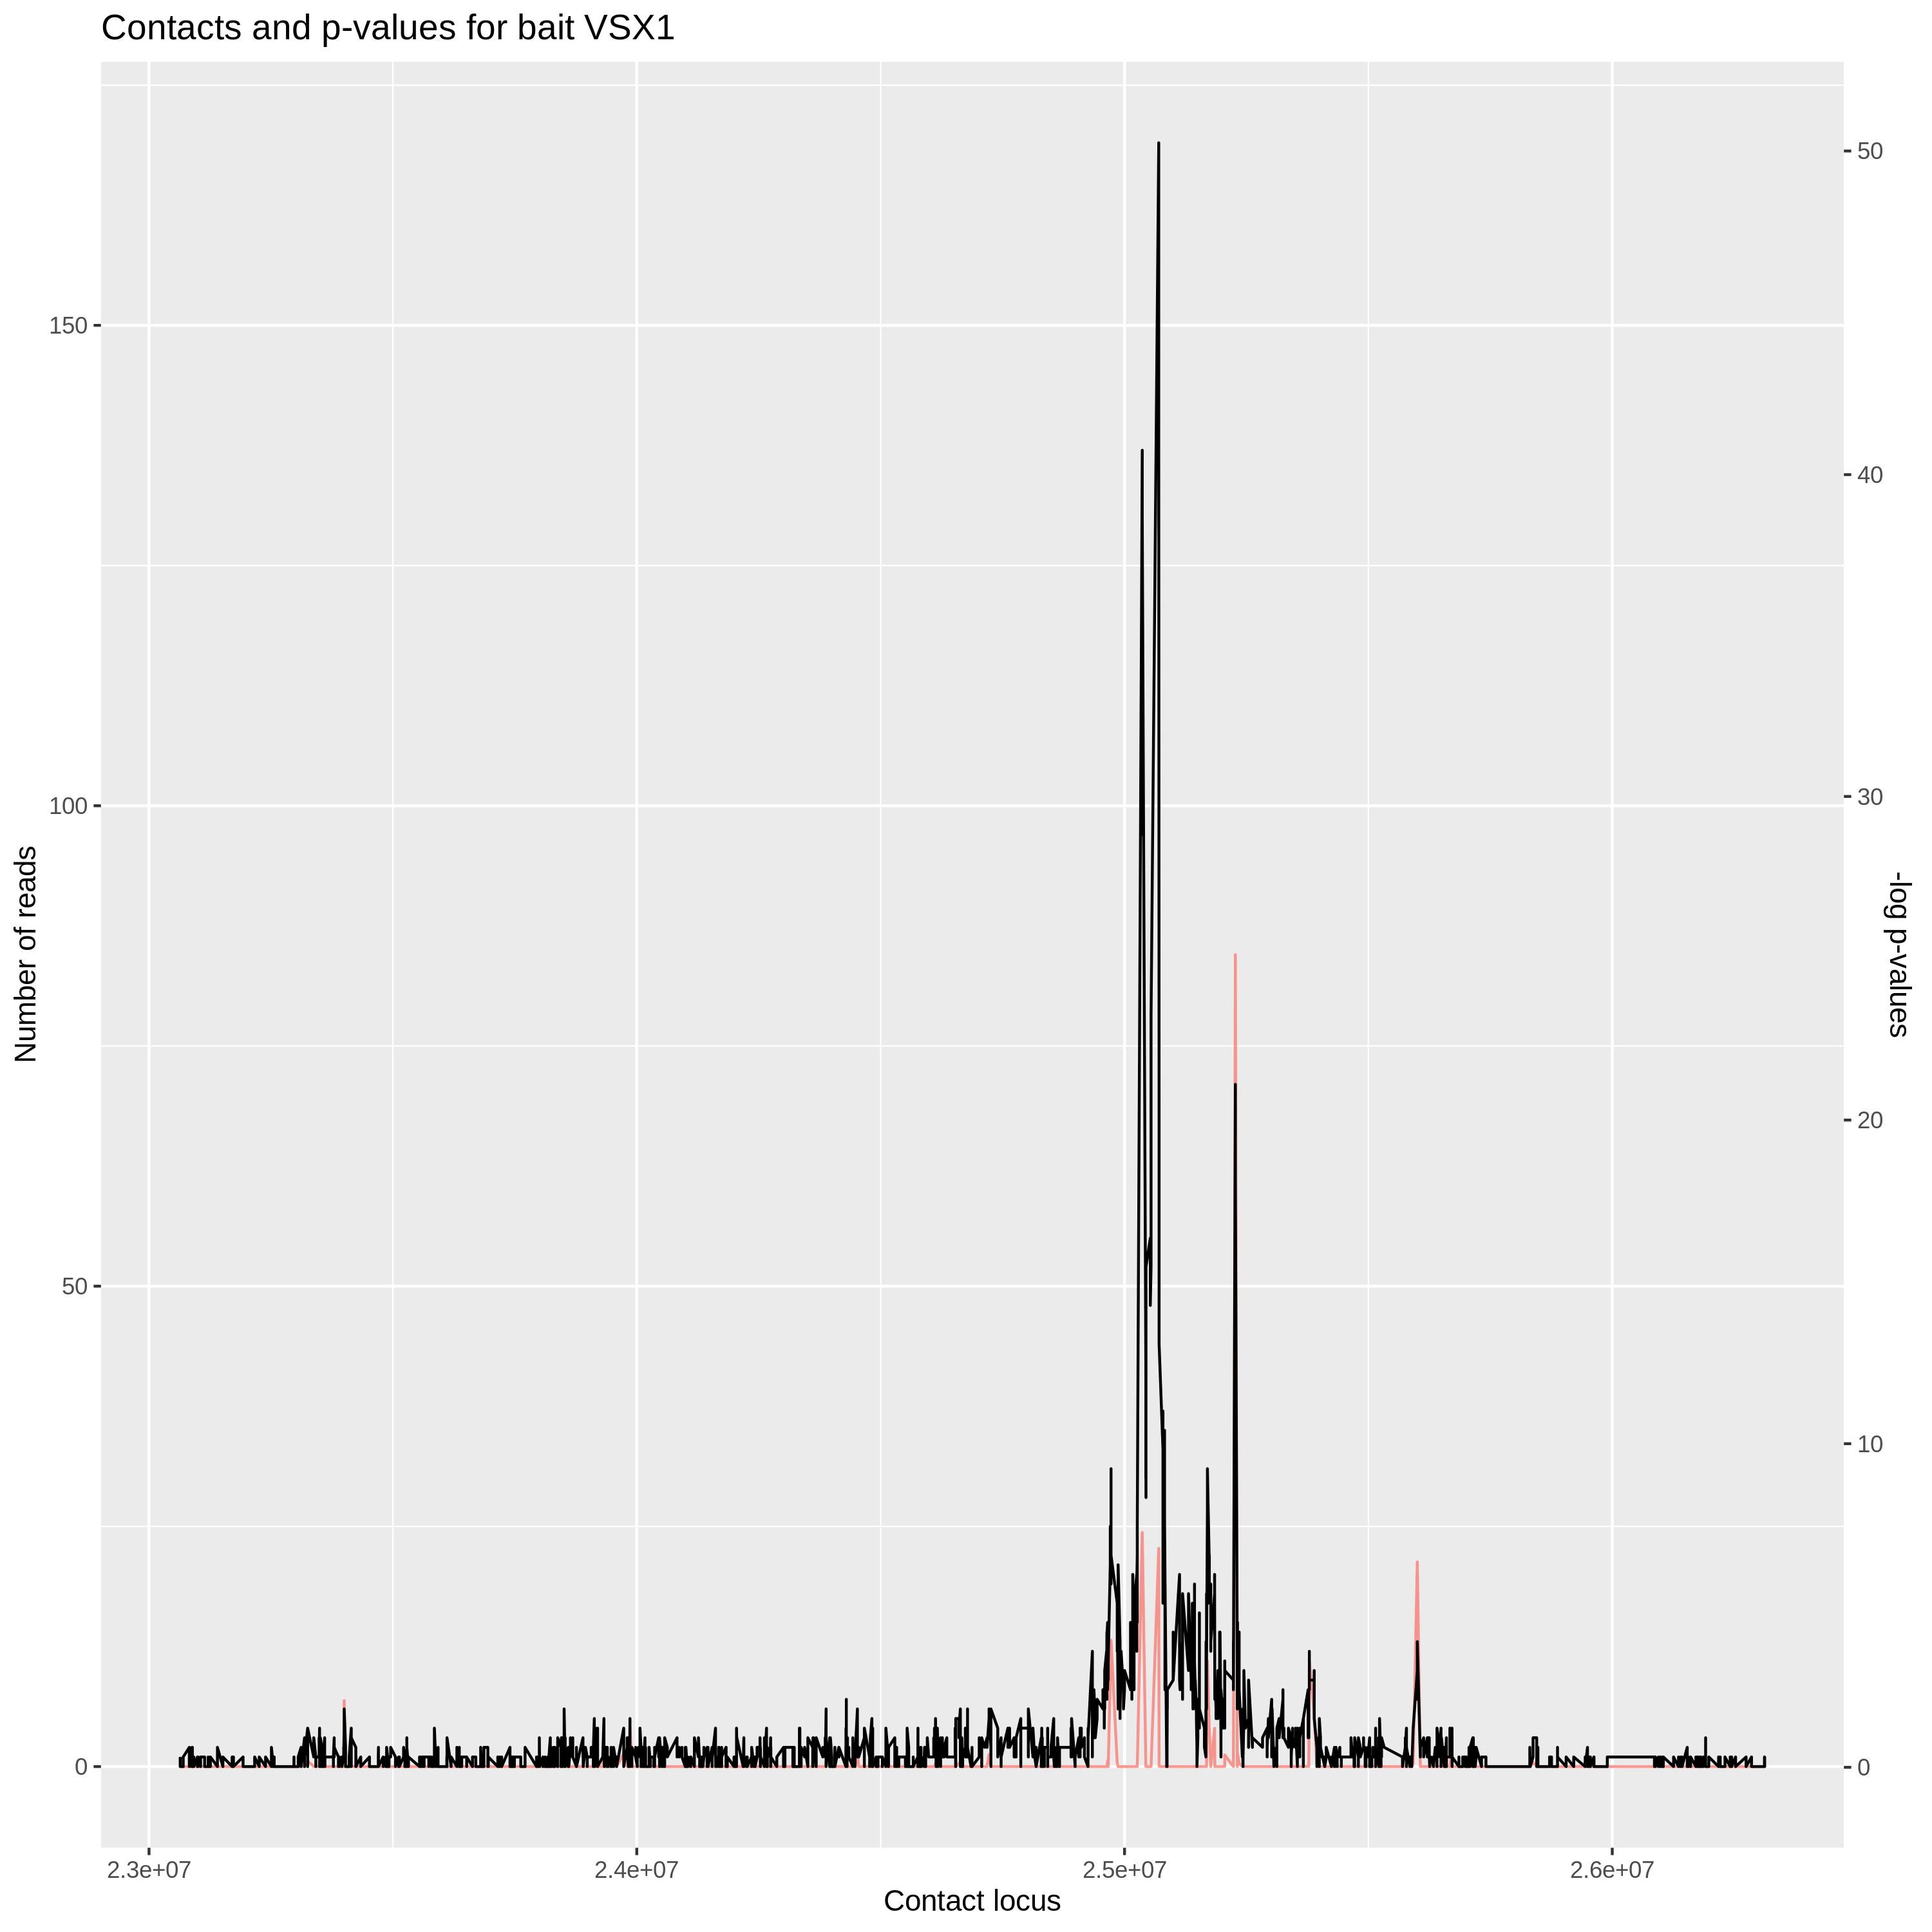 Contacts and p-values for bait VSX1
150
100
50
0
Number of reads
50
40
30
20
10
0
-log p-values
2.3e+07
2.4e+07
2.5e+07
2.6e+07
Contact locus